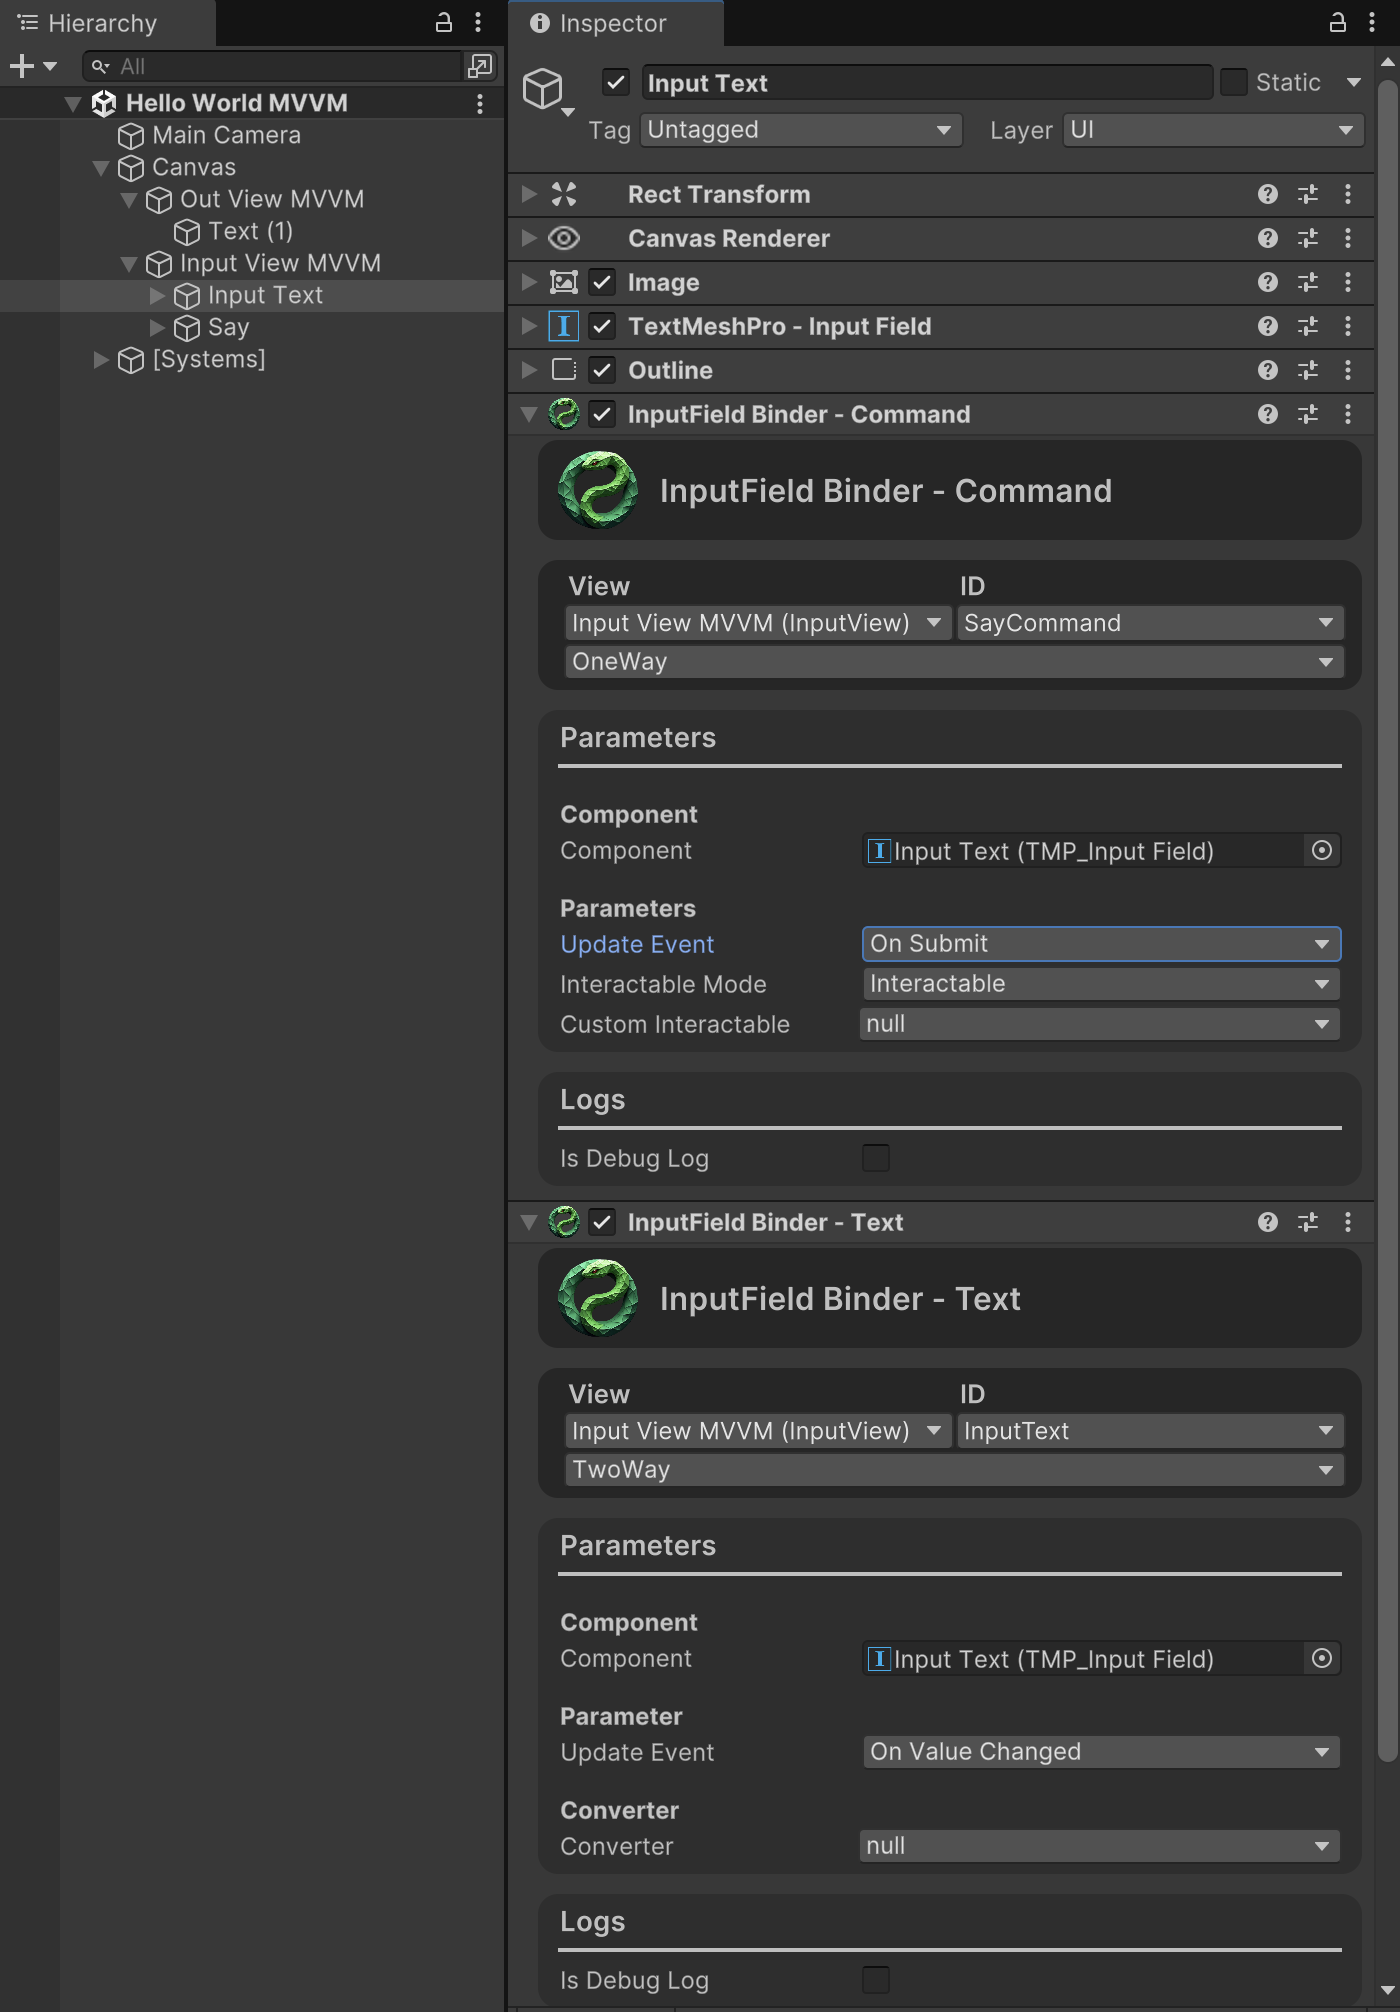 Hierarchy
All
Hello World MVVM
Main Camera
Canvas
Out View MVVM
Text (1)
Input View MVVM
Input Text
Say
[Systems]
Inspector
Input Text
Static
Tag
Untagged
Layer
UI
Rect Transform
Canvas Renderer
Image
TextMeshPro - Input Field
Outline
InputField Binder - Command
InputField Binder - Command
View
ID
Input View MVVM (InputView)
SayCommand
OneWay
Parameters
Component
Component
Input Text (TMP_Input Field)
Parameters
Update Event
On Submit
Interactable Mode
Interactable
Custom Interactable
null
Logs
Is Debug Log
InputField Binder - Text
InputField Binder - Text
View
ID
Input View MVVM (InputView)
InputText
TwoWay
Parameters
Component
Component
Input Text (TMP_Input Field)
Parameter
Update Event
On Value Changed
Converter
Converter
null
Logs
Is Debug Log